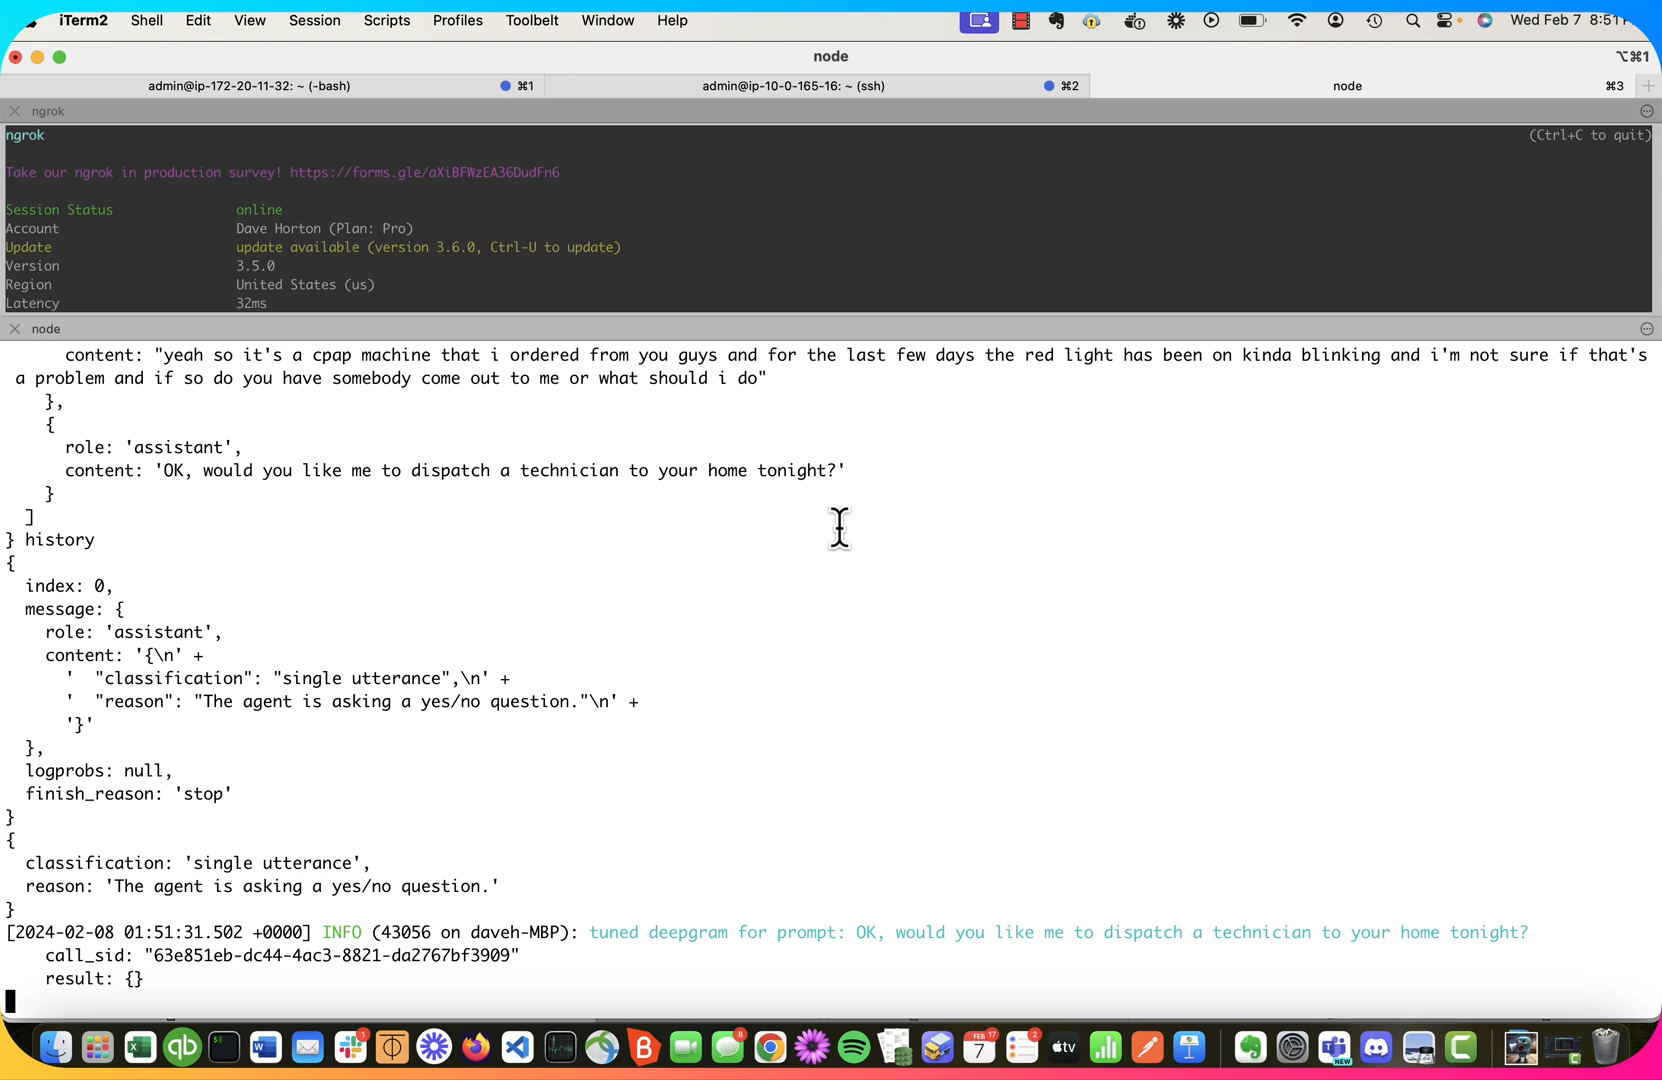 iTerm2 Shell Edit View Session Scripts Profiles Toolbelt Window Help Wed Feb 7 8:51
node ⌥⌘1
admin@ip-172-20-11-32: ~ (-bash) ⌘1 admin@ip-10-0-165-16: ~ (ssh) ⌘2 node ⌘3
ngrok
ngrok (Ctrl+C to quit)
Take our ngrok in production survey! https://forms.gle/aXiBFWzEA36DudFn6
Session Status online
Account Dave Horton (Plan: Pro)
Update update available (version 3.6.0, Ctrl-U to update)
Version 3.5.0
Region United States (us)
Latency 32ms
node
content: "yeah so it's a cpap machine that i ordered from you guys and for the last few days the red light has been on kinda blinking and i'm not sure if that's
a problem and if so do you have somebody come out to me or what should i do"
},
{
role: 'assistant',
content: 'OK, would you like me to dispatch a technician to your home tonight?'
}
]
} history
{
index: 0,
message: {
role: 'assistant',
content: '{\n' +
' "classification": "single utterance",\n' +
' "reason": "The agent is asking a yes/no question."\n' +
'}'
},
logprobs: null,
finish_reason: 'stop'
}
{
classification: 'single utterance',
reason: 'The agent is asking a yes/no question.'
}
[2024-02-08 01:51:31.502 +0000] INFO (43056 on daveh-MBP): tuned deepgram for prompt: OK, would you like me to dispatch a technician to your home tonight?
call_sid: "63e851eb-dc44-4ac3-8821-da2767bf3909"
result: {}